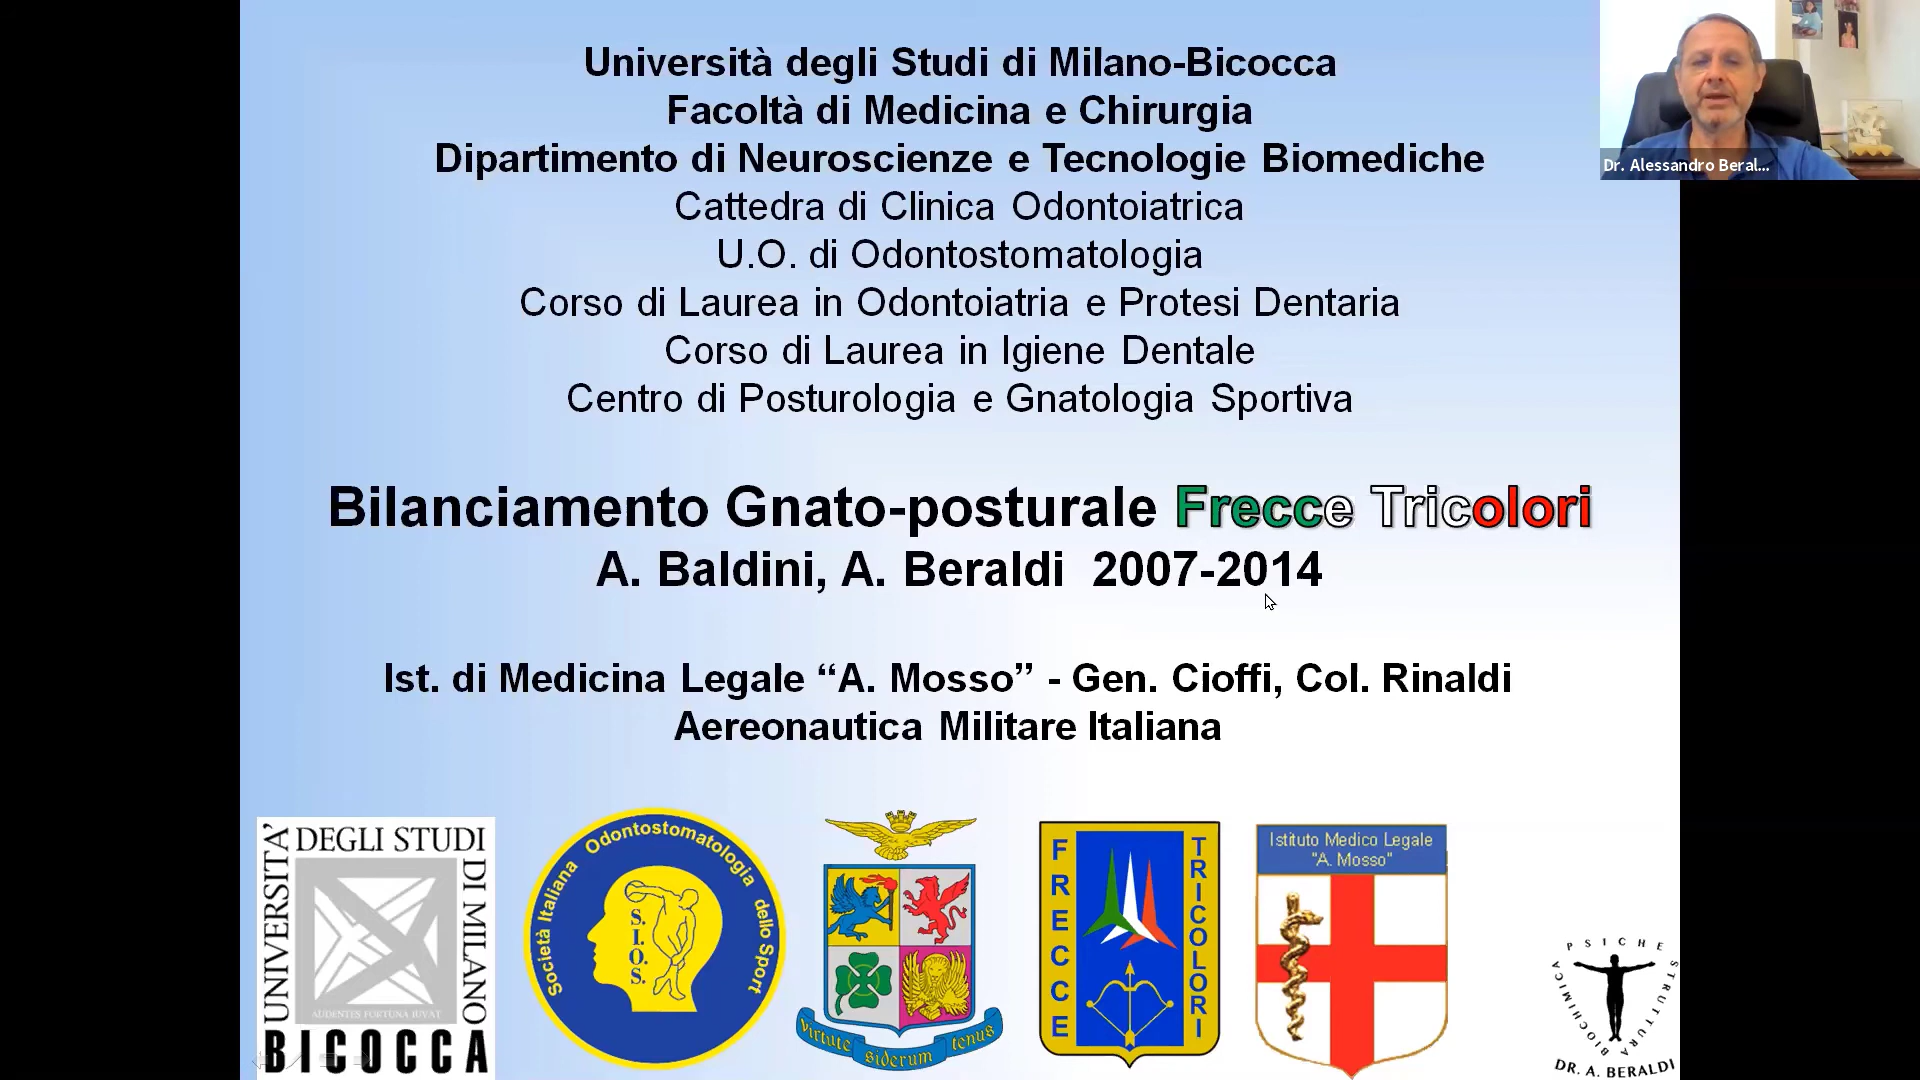 Università degli Studi di Milano-Bicocca
Facoltà di Medicina e Chirurgia
Dipartimento di Neuroscienze e Tecnologie Biomediche
Cattedra di Clinica Odontoiatrica
U.O. di Odontostomatologia
Corso di Laurea in Odontoiatria e Protesi Dentaria
Corso di Laurea in Igiene Dentale
Centro di Posturologia e Gnatologia Sportiva
Dr. Alessandro Beral...
Bilanciamento Gnato-posturale Frecce Tricolori
A. Baldini, A. Beraldi 2007-2014
Ist. di Medicina Legale “A. Mosso” - Gen. Cioffi, Col. Rinaldi
Aereonautica Militare Italiana
UNIVERSITA' DEGLI STUDI DI MILANO
AUDENTES FORTUNA IUVAT
BICOCCA
Società Italiana Odontostomatologia dello Sport
S.I.O.S.
Virtute siderum tenus
FRECCE TRICOLORI
Istituto Medico Legale
"A. Mosso"
PSICHE STRUTTURA BIOCHIMICA
DR. A. BERALDI